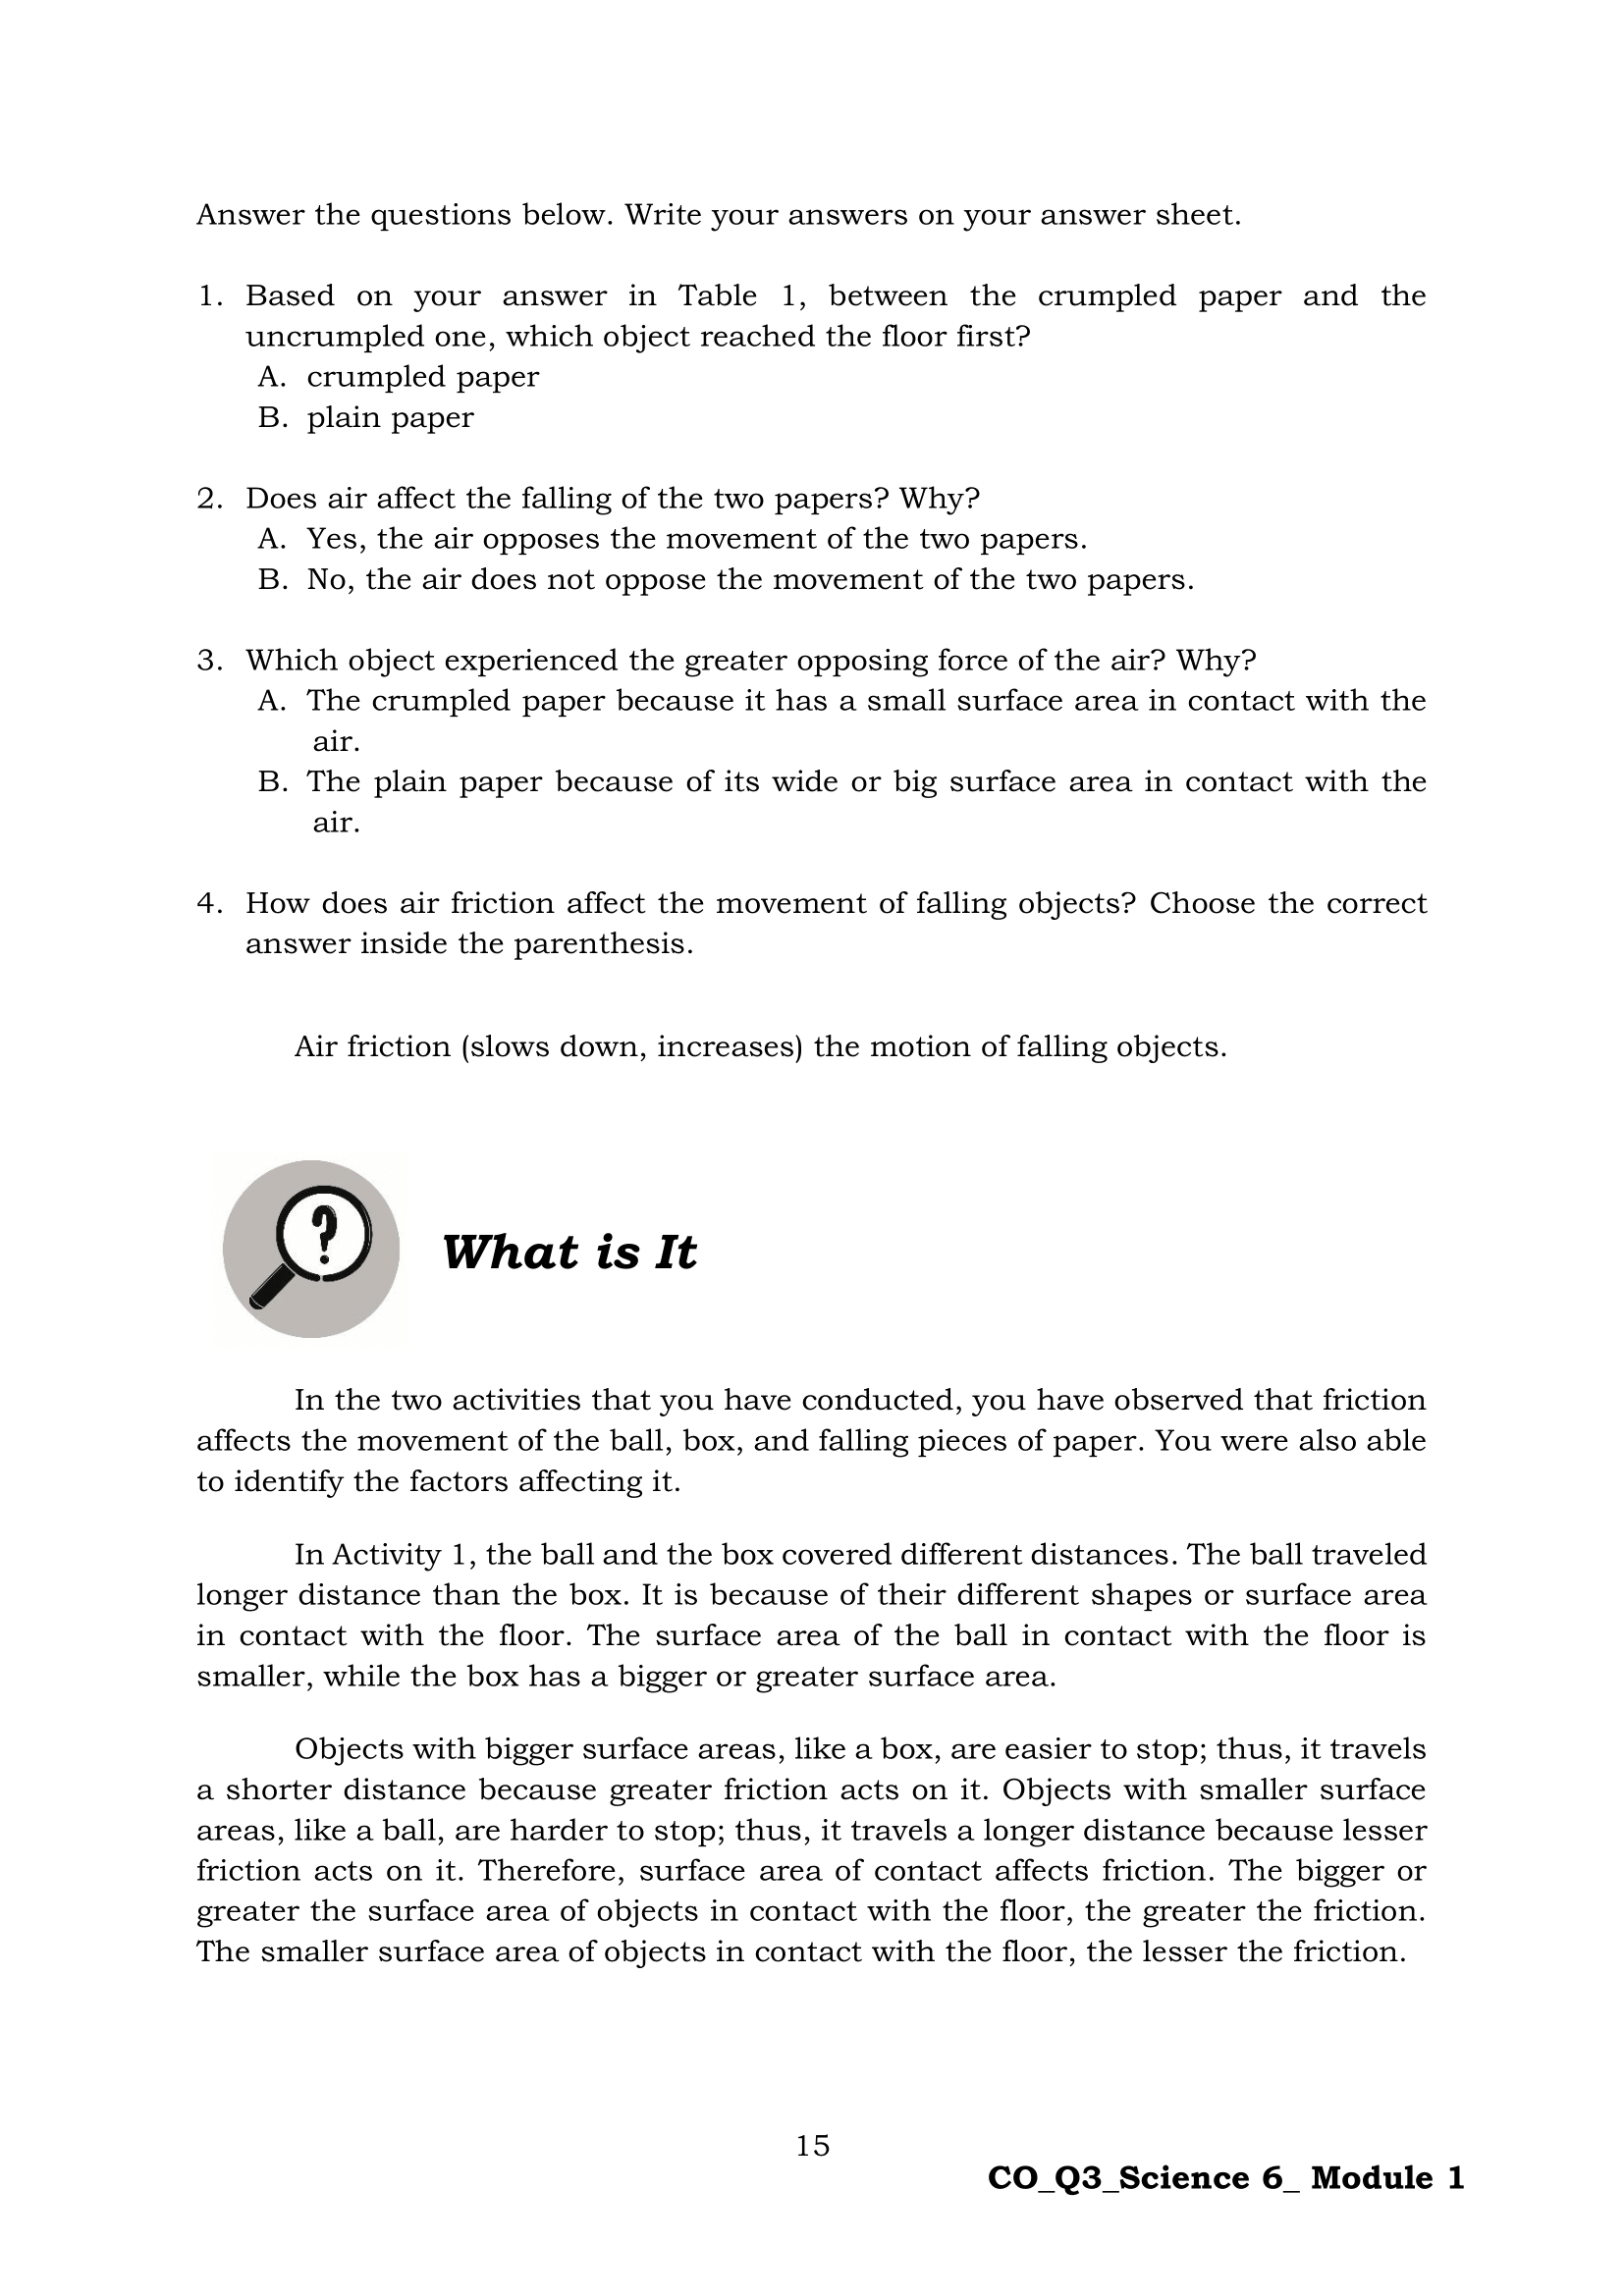 Answer the questions below. Write your answers on your answer sheet.
1. Based on your answer in Table 1, between the crumpled paper and the
uncrumpled one, which object reached the floor first?
A. crumpled paper
B. plain paper
2. Does air affect the falling of the two papers? Why?
A. Yes, the air opposes the movement of the two papers.
B. No, the air does not oppose the movement of the two papers.
3. Which object experienced the greater opposing force of the air? Why?
A. The crumpled paper because it has a small surface area in contact with the
air.
B. The plain paper because of its wide or big surface area in contact with the
air.
4. How does air friction affect the movement of falling objects? Choose the correct
answer inside the parenthesis.
Air friction (slows down, increases) the motion of falling objects.
?
What is It
In the two activities that you have conducted, you have observed that friction
affects the movement of the ball, box, and falling pieces of paper. You were also able
to identify the factors affecting it.
In Activity 1, the ball and the box covered different distances. The ball traveled
longer distance than the box. It is because of their different shapes or surface area
in contact with the floor. The surface area of the ball in contact with the floor is
smaller, while the box has a bigger or greater surface area.
Objects with bigger surface areas, like a box, are easier to stop; thus, it travels
a shorter distance because greater friction acts on it. Objects with smaller surface
areas, like a ball, are harder to stop; thus, it travels a longer distance because lesser
friction acts on it. Therefore, surface area of contact affects friction. The bigger or
greater the surface area of objects in contact with the floor, the greater the friction.
The smaller surface area of objects in contact with the floor, the lesser the friction.
15
CO_Q3_Science 6_ Module 1